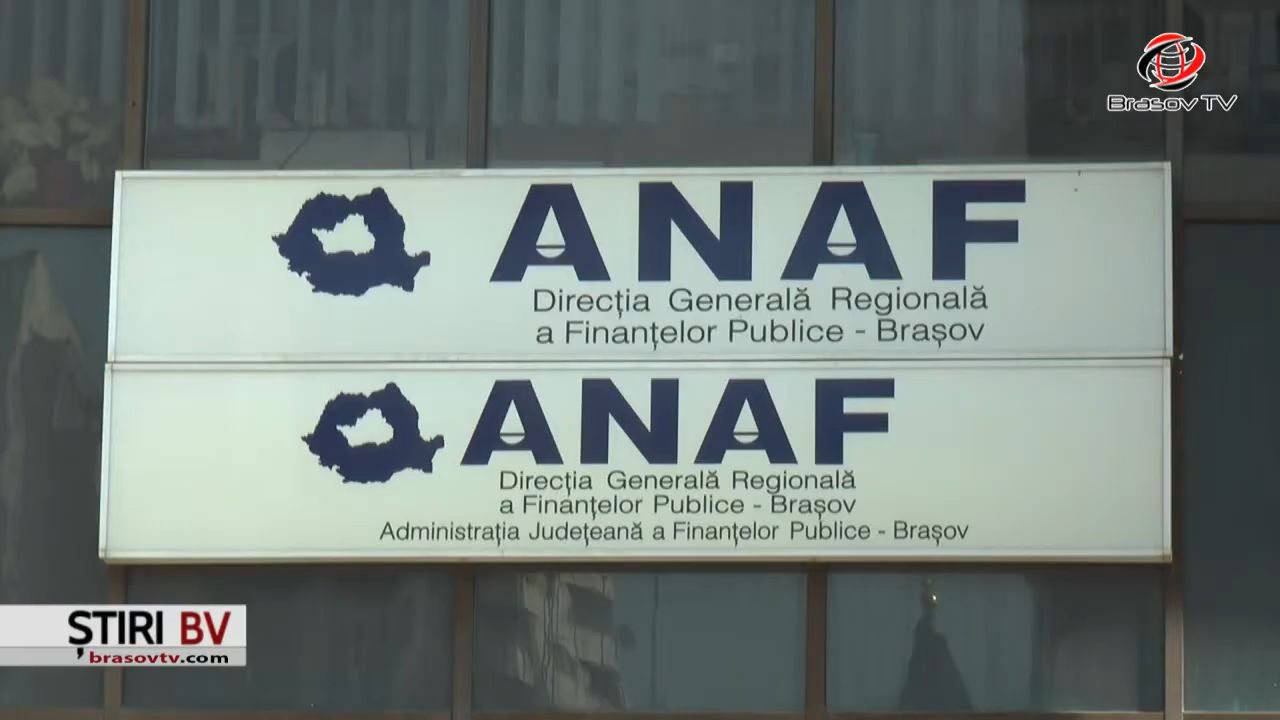 Brasov TV
ANAF
Direcția Generală Regională
a Finanțelor Publice - Brașov
ANAF
Direcția Generală Regională
a Finanțelor Publice - Brașov
Administrația Județeană a Finanțelor Publice - Brașov
ȘTIRI BV
brasovtv.com